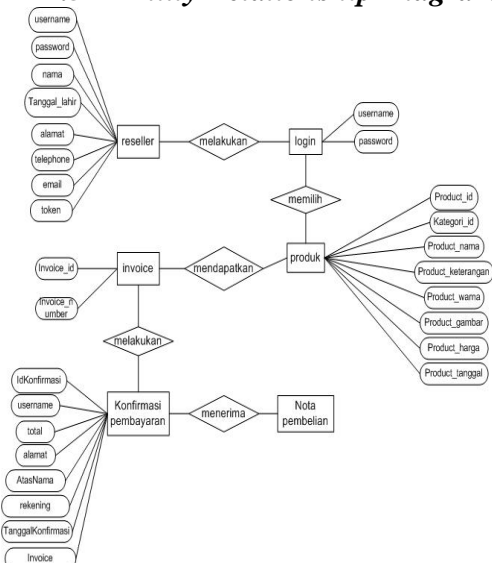 Entity Relationship Diagram
username
password
nama
Tanggal_lahir
alamat
telephone
email
token
reseller
melakukan
login
username
password
memilih
Product_id
Kategori_id
Product_nama
Product_keterangan
Product_warna
Product_gambar
Product_harga
Product_tanggal
produk
mendapatkan
invoice
Invoice_id
Invoice_n
umber
melakukan
IdKonfirmasi
username
total
alamat
AtasNama
rekening
TanggalKonfirmasi
Invoice
Konfirmasi
pembayaran
menerima
Nota
pembelian